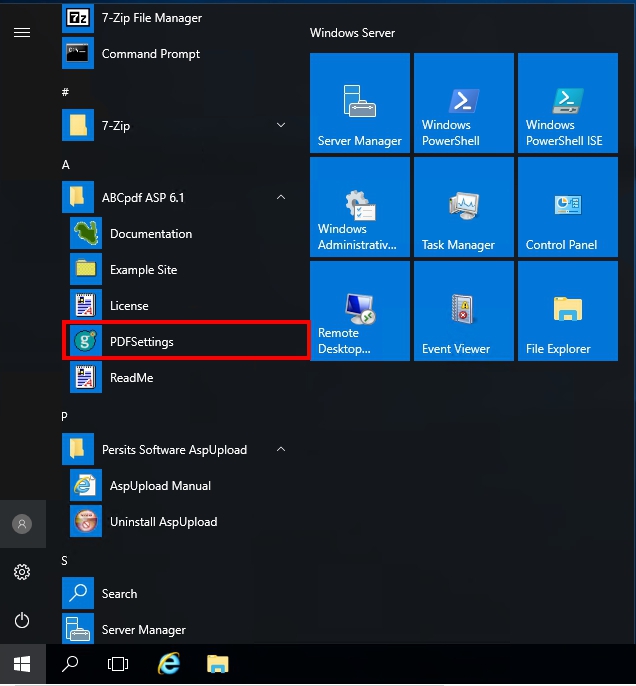 7-Zip File Manager
Command Prompt
#
7-Zip
A
ABCpdf ASP 6.1
Documentation
Example Site
License
PDFSettings
ReadMe
P
Persits Software AspUpload
AspUpload Manual
Uninstall AspUpload
S
Search
Server Manager
Windows Server
Server Manager
Windows
PowerShell
Windows
PowerShell ISE
Windows
Administrativ...
Task Manager
Control Panel
Remote
Desktop...
Event Viewer
File Explorer